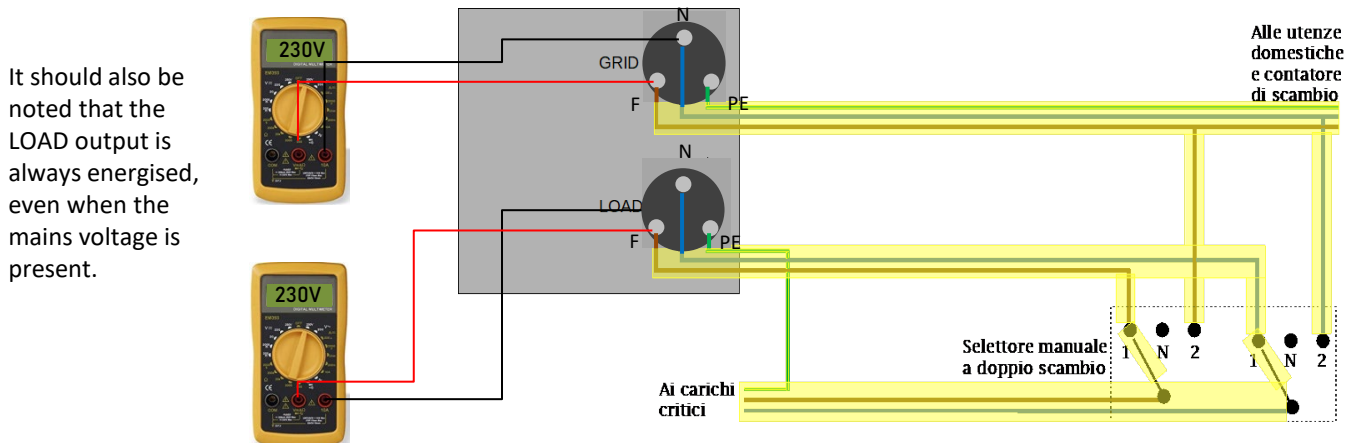 It should also be
noted that the
LOAD output is
always energised,
even when the
mains voltage is
present.
230V
GRID
N
F
PE
Alle utenze
domestiche
e contatore
di scambio
230V
LOAD
N
F
PE
Selettore manuale
a doppio scambio
1 N 2
1 N 2
Ai carichi
critici